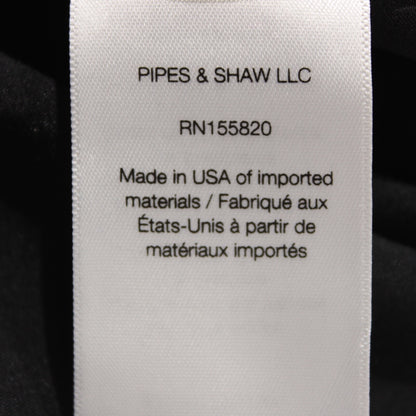 PIPES & SHAW LLC
RN155820
Made in USA of imported
materials / Fabriqué aux
États-Unis à partir de
matériaux importés